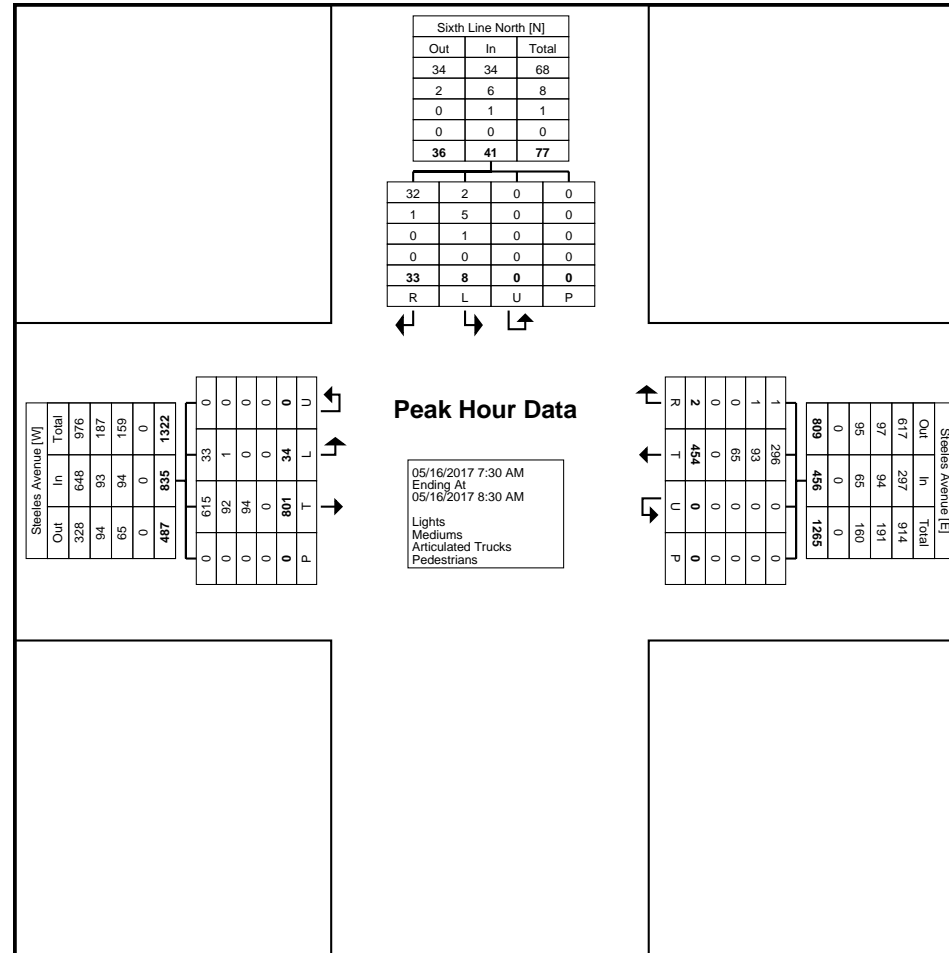 Sixth Line North [N]
Out In Total
34 34 68
2 6 8
0 1 1
0 0 0
36 41 77
32 2 0 0
1 5 0 0
0 1 0 0
0 0 0 0
33 8 0 0
R L U P
Peak Hour Data
05/16/2017 7:30 AM
Ending At
05/16/2017 8:30 AM
Lights
Mediums
Articulated Trucks
Pedestrians
Steeles Avenue [W]
Out In Total
328 648 976
94 93 187
65 94 159
0 0 0
487 835 1322
0 615 33 0
0 92 1 0
0 94 0 0
0 0 0 0
0 801 34 0
P T L U
Steeles Avenue [E]
Out In Total
617 297 914
97 94 191
95 65 160
0 0 0
809 456 1265
1 296 0 0
1 93 0 0
0 65 0 0
0 0 0 0
2 454 0 0
R T U P